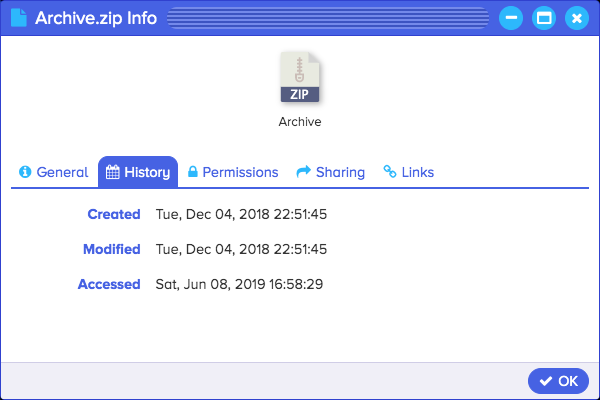 Archive.zip Info
ZIP
Archive
General History Permissions Sharing Links
Created Tue, Dec 04, 2018 22:51:45
Modified Tue, Dec 04, 2018 22:51:45
Accessed Sat, Jun 08, 2019 16:58:29
OK